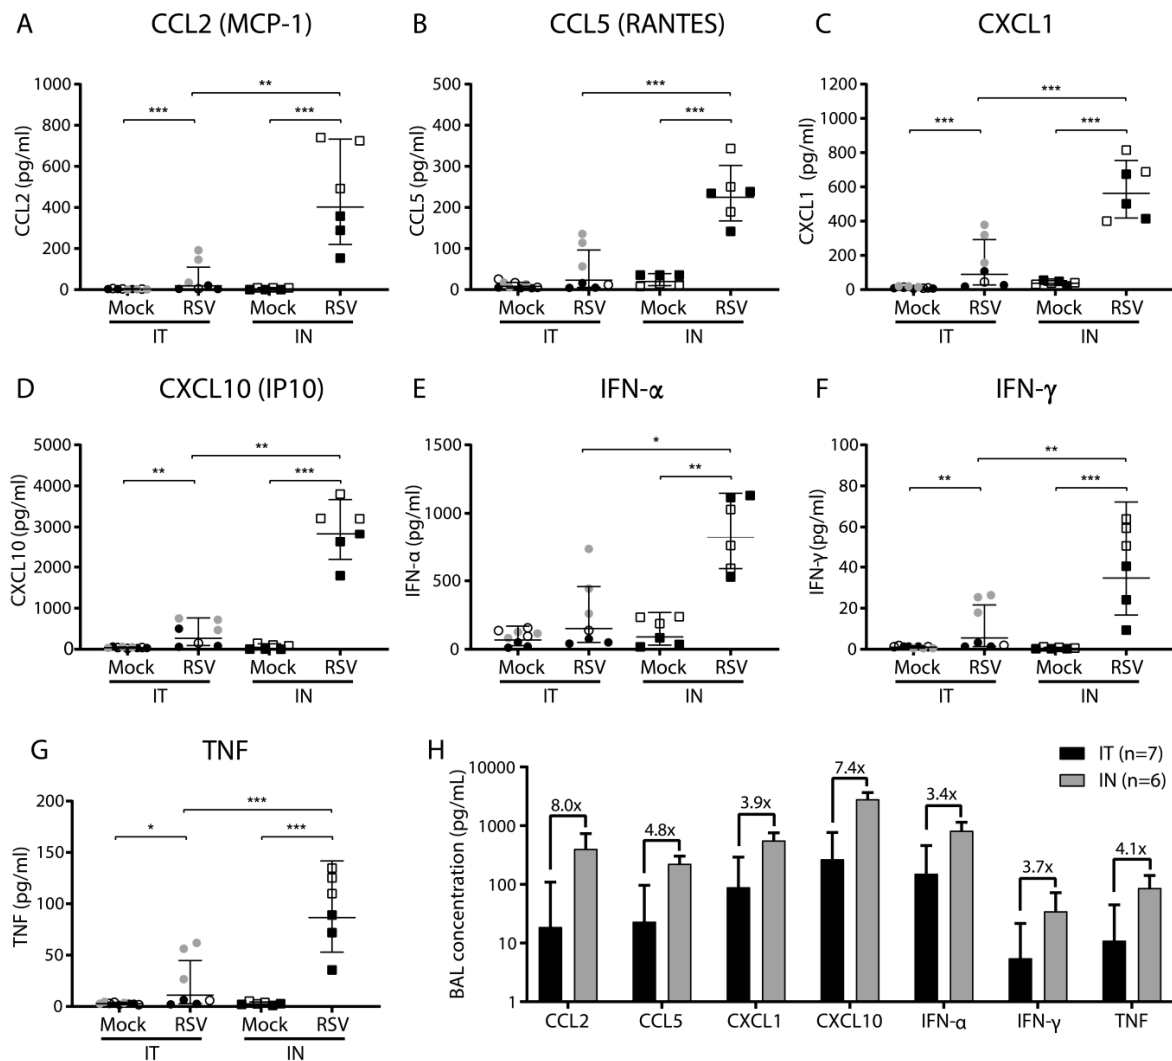 A CCL2 (MCP-1)
CCL2 (pg/ml)
1000
800
600
400
200
0
***
**
***
Mock RSV Mock RSV
IT IN
B CCL5 (RANTES)
CCL5 (pg/ml)
500
400
300
200
100
0
***
***
Mock RSV Mock RSV
IT IN
C CXCL1
CXCL1 (pg/ml)
1200
1000
800
600
400
200
0
***
***
***
Mock RSV Mock RSV
IT IN
D CXCL10 (IP10)
CXCL10 (pg/ml)
5000
4000
3000
2000
1000
0
**
**
***
Mock RSV Mock RSV
IT IN
E IFN-α
IFN-α (pg/ml)
1500
1000
500
0
*
**
Mock RSV Mock RSV
IT IN
F IFN-γ
IFN-γ (pg/ml)
100
80
60
40
20
0
**
**
***
Mock RSV Mock RSV
IT IN
G TNF
TNF (pg/ml)
200
150
100
50
0
***
*
***
Mock RSV Mock RSV
IT IN
H
IT (n=7)
IN (n=6)
BAL concentration (pg/mL)
10000
1000
100
10
1
8.0x 4.8x 3.9x 7.4x 3.4x 3.7x 4.1x
CCL2 CCL5 CXCL1 CXCL10 IFN-α IFN-γ TNF